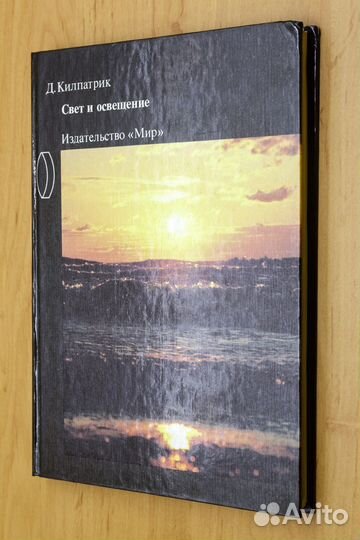 Д. Килпатрик
Свет и освещение
Издательство «Мир»
Avito